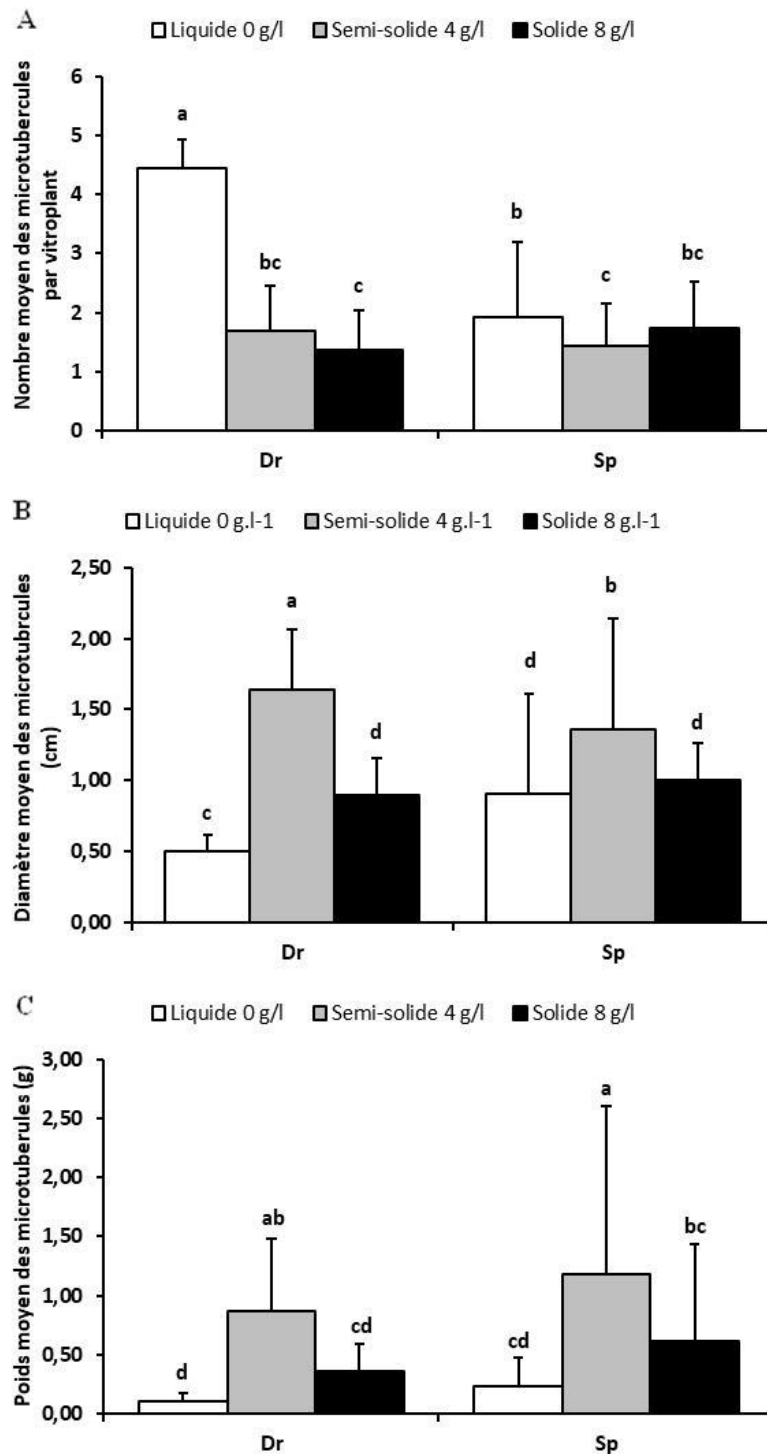 A
Liquide 0 g/l Semi-solide 4 g/l Solide 8 g/l
Nombre moyen des microtubercules
par vitroplant
6
5
4
3
2
1
0
a
bc
c
b
c
bc
Dr Sp
B
Liquide 0 g.l-1 Semi-solide 4 g.l-1 Solide 8 g.l-1
Diamètre moyen des microtubrcules
(cm)
2,50
2,00
1,50
1,00
0,50
0,00
c
a
d
d
b
d
Dr Sp
C
Liquide 0 g/l Semi-solide 4 g/l Solide 8 g/l
Poids moyen des microtuberules (g)
3,00
2,50
2,00
1,50
1,00
0,50
0,00
d
ab
cd
cd
a
bc
Dr Sp